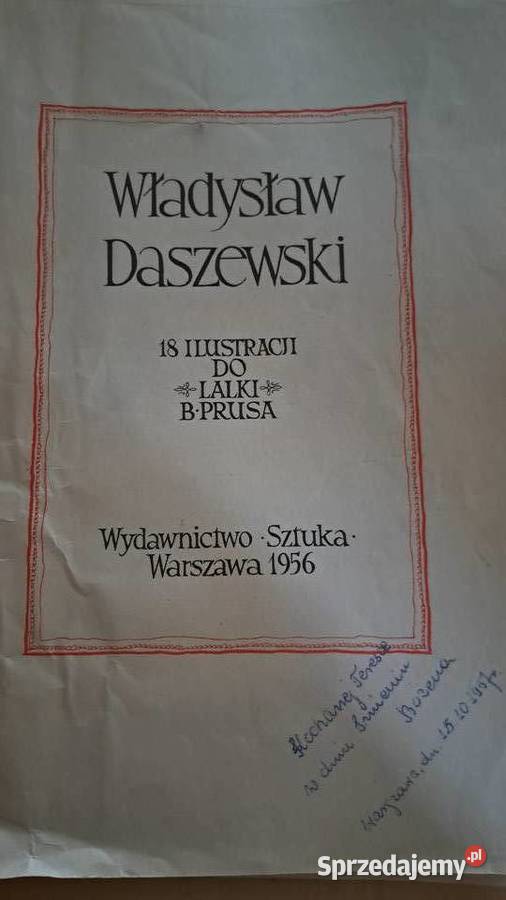 Władysław
Daszewski
18 ILUSTRACJI
DO
LALKI
B·PRUSA
Wydawnictwo·Sztuka·
Warszawa 1956
Kochanej Teresie
w dniu Imienin
Bożena
Warszawa, dn. 15.10.1957r.
Sprzedajemy.pl